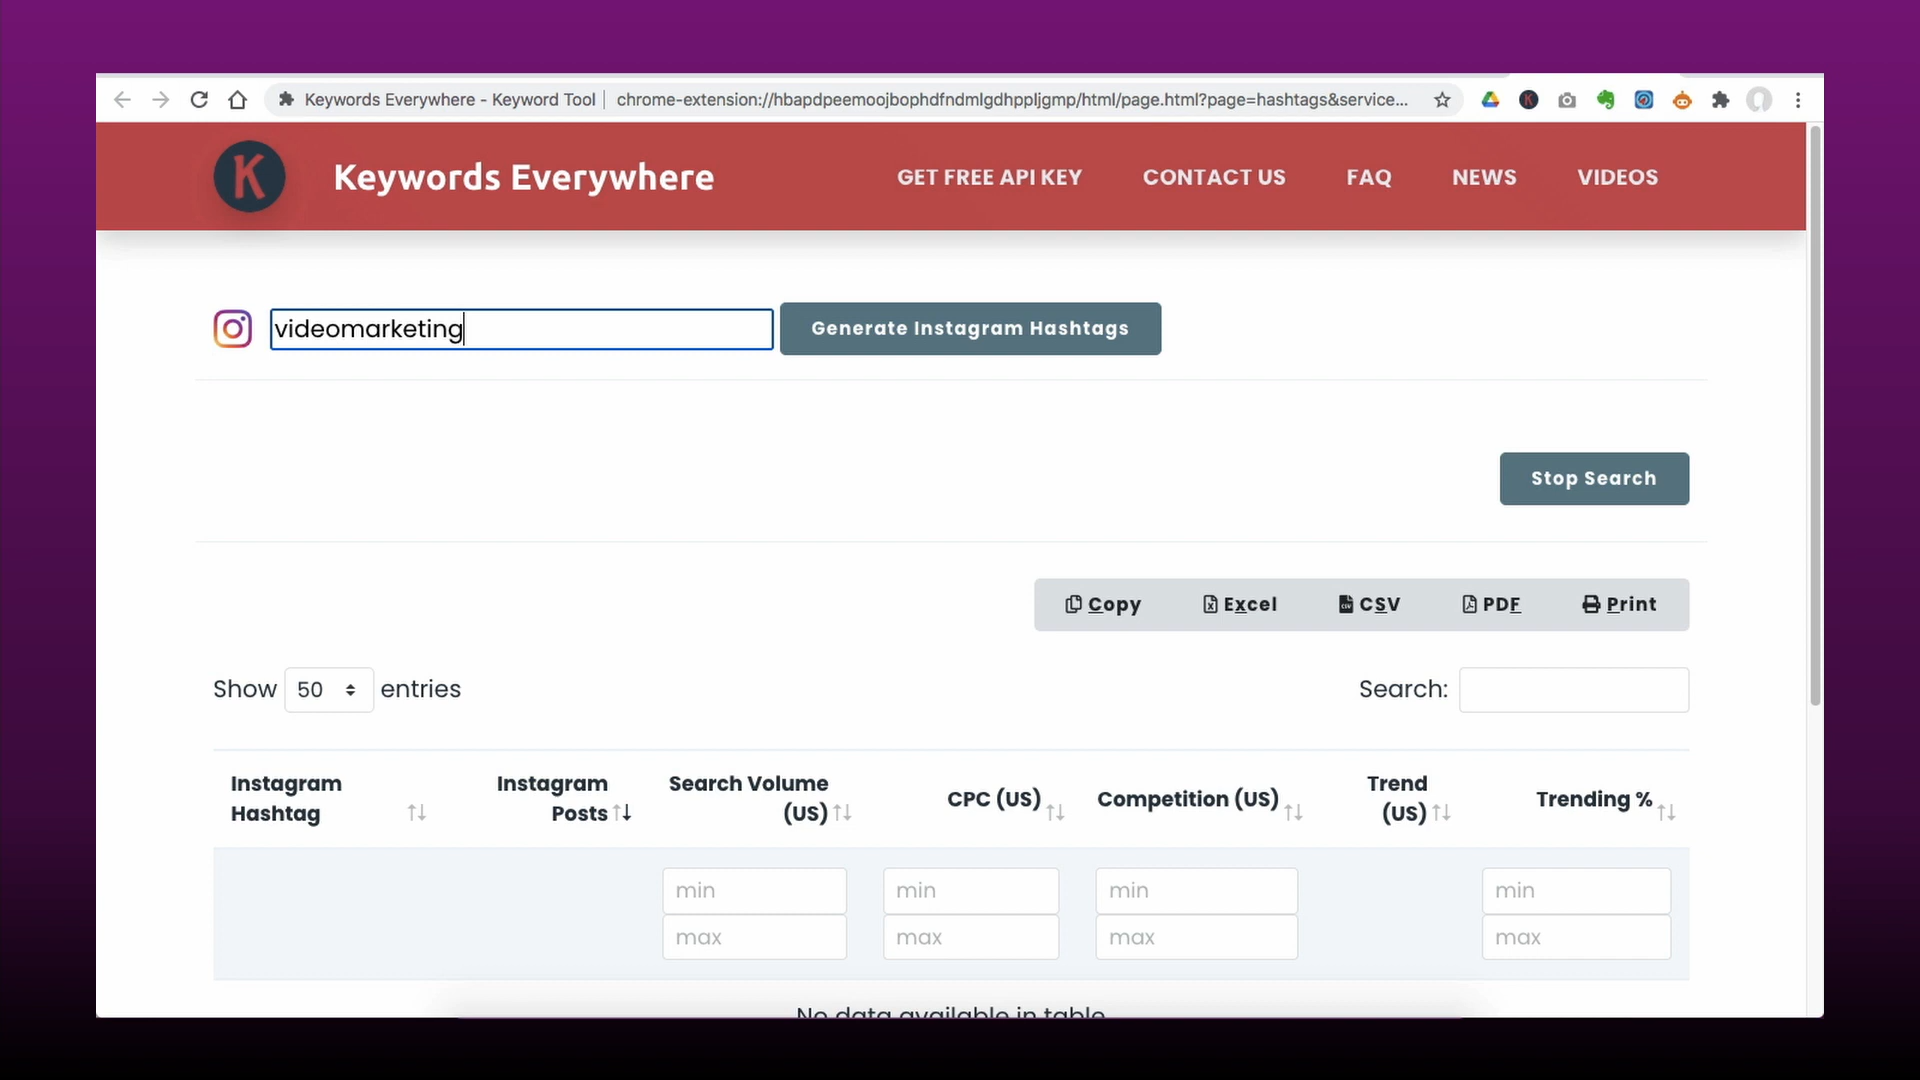 Keywords Everywhere - Keyword Tool | chrome-extension://hbapdpeemoojbophdfndmlgdhppljgmp/html/page.html?page=hashtags&service...
K
Keywords Everywhere GET FREE API KEY CONTACT US FAQ NEWS VIDEOS
videomarketing Generate Instagram Hashtags
Stop Search
Copy Excel CSV PDF Print
Show 50 entries Search:
Instagram Hashtag Instagram Posts Search Volume (US) CPC (US) Competition (US) Trend (US) Trending %
min min min min
max max max max
No data available in table